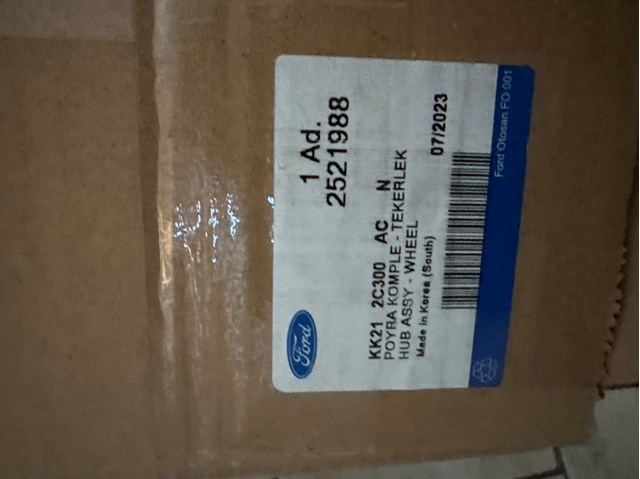 Ford
1 Ad.
2521988
KK21 2C300 AC N
POYRA KOMPLE - TEKERLEK
HUB ASSY - WHEEL
Made in Korea (South)
07/2023
Ford Otosan FO 001